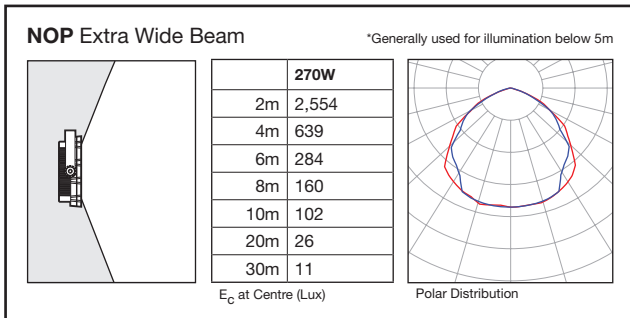 NOP Extra Wide Beam
*Generally used for illumination below 5m
270W
2m 2,554
4m 639
6m 284
8m 160
10m 102
20m 26
30m 11
EC at Centre (Lux)
Polar Distribution